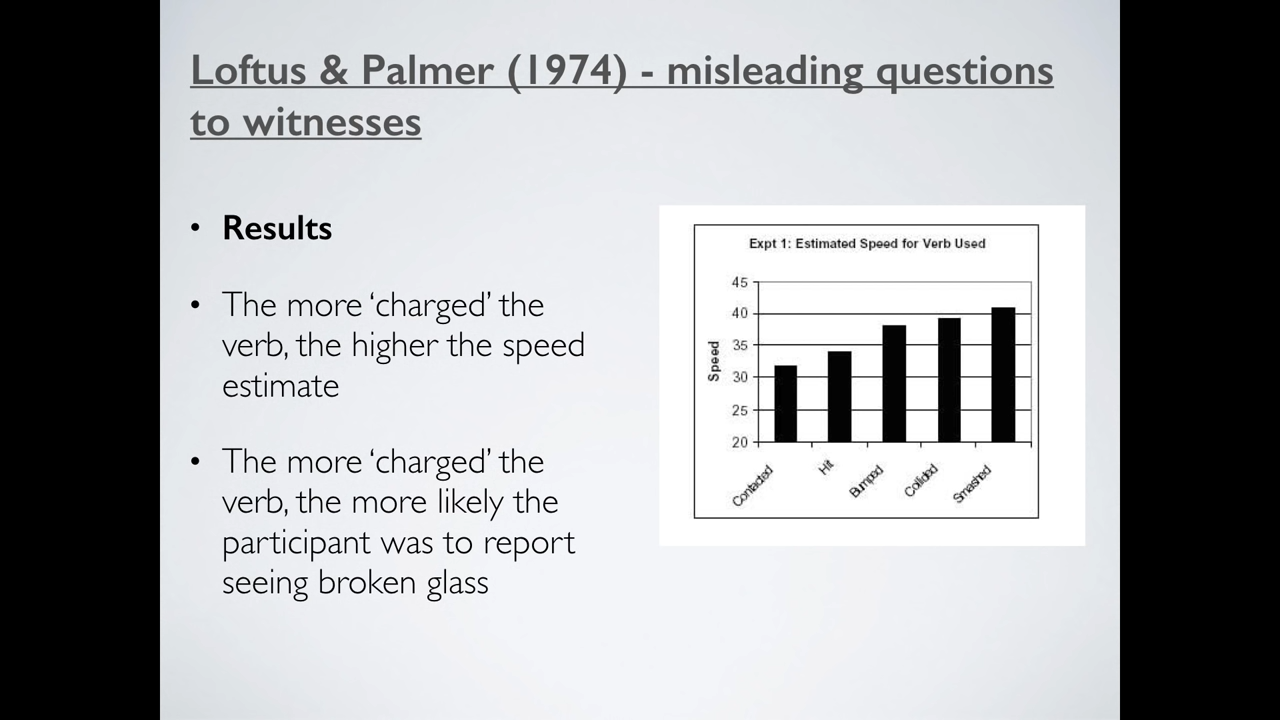 Loftus & Palmer (1974) - misleading questions
to witnesses
• Results
• The more ‘charged’ the
verb, the higher the speed
estimate
• The more ‘charged’ the
verb, the more likely the
participant was to report
seeing broken glass
Expt 1: Estimated Speed for Verb Used
Speed
45
40
35
30
25
20
Contacted
Hit
Bumped
Collided
Smashed